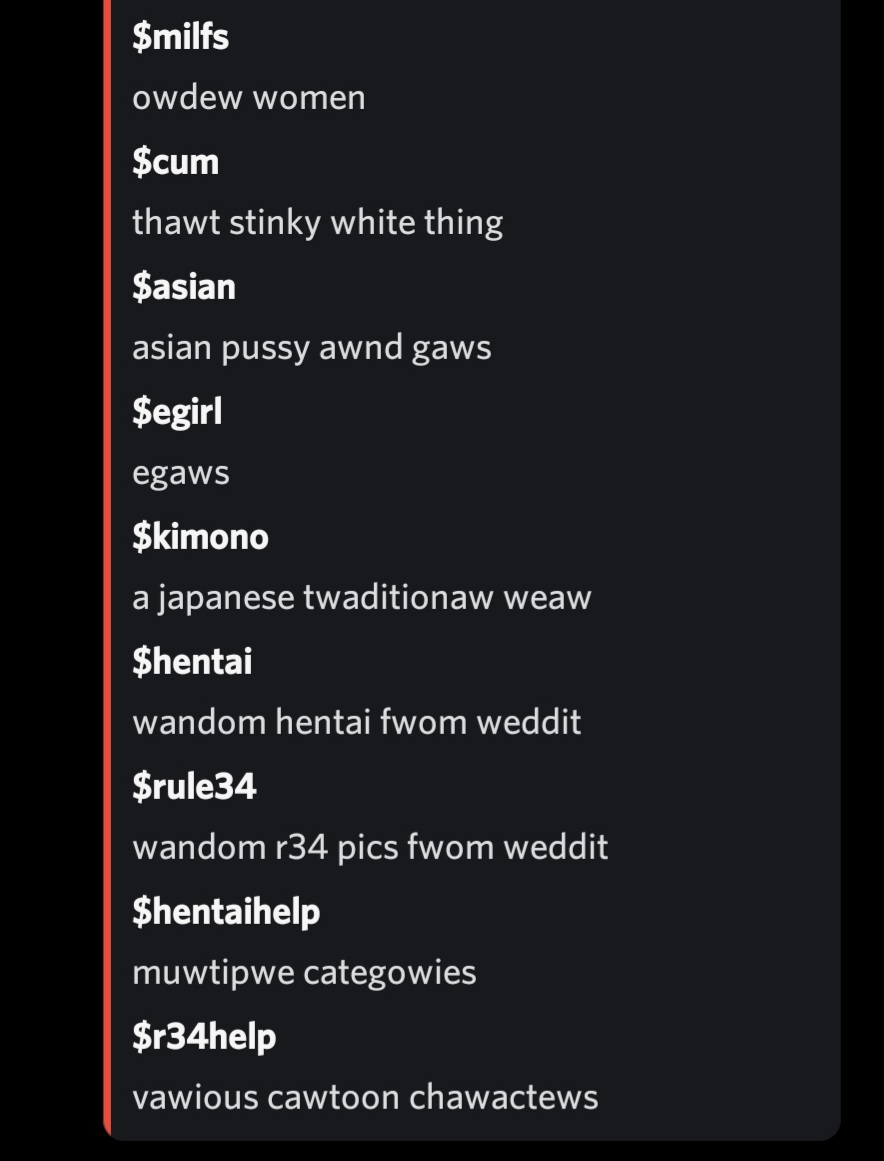 $milfs
owdew women
$cum
thawt stinky white thing
$asian
asian pussy awnd gaws
$egirl
egaws
$kimono
a japanese twaditionaw weaw
$hentai
wandom hentai fwom weddit
$rule34
wandom r34 pics fwom weddit
$hentaihelp
muwtipwe categowies
$r34help
vawious cawtoon chawactews